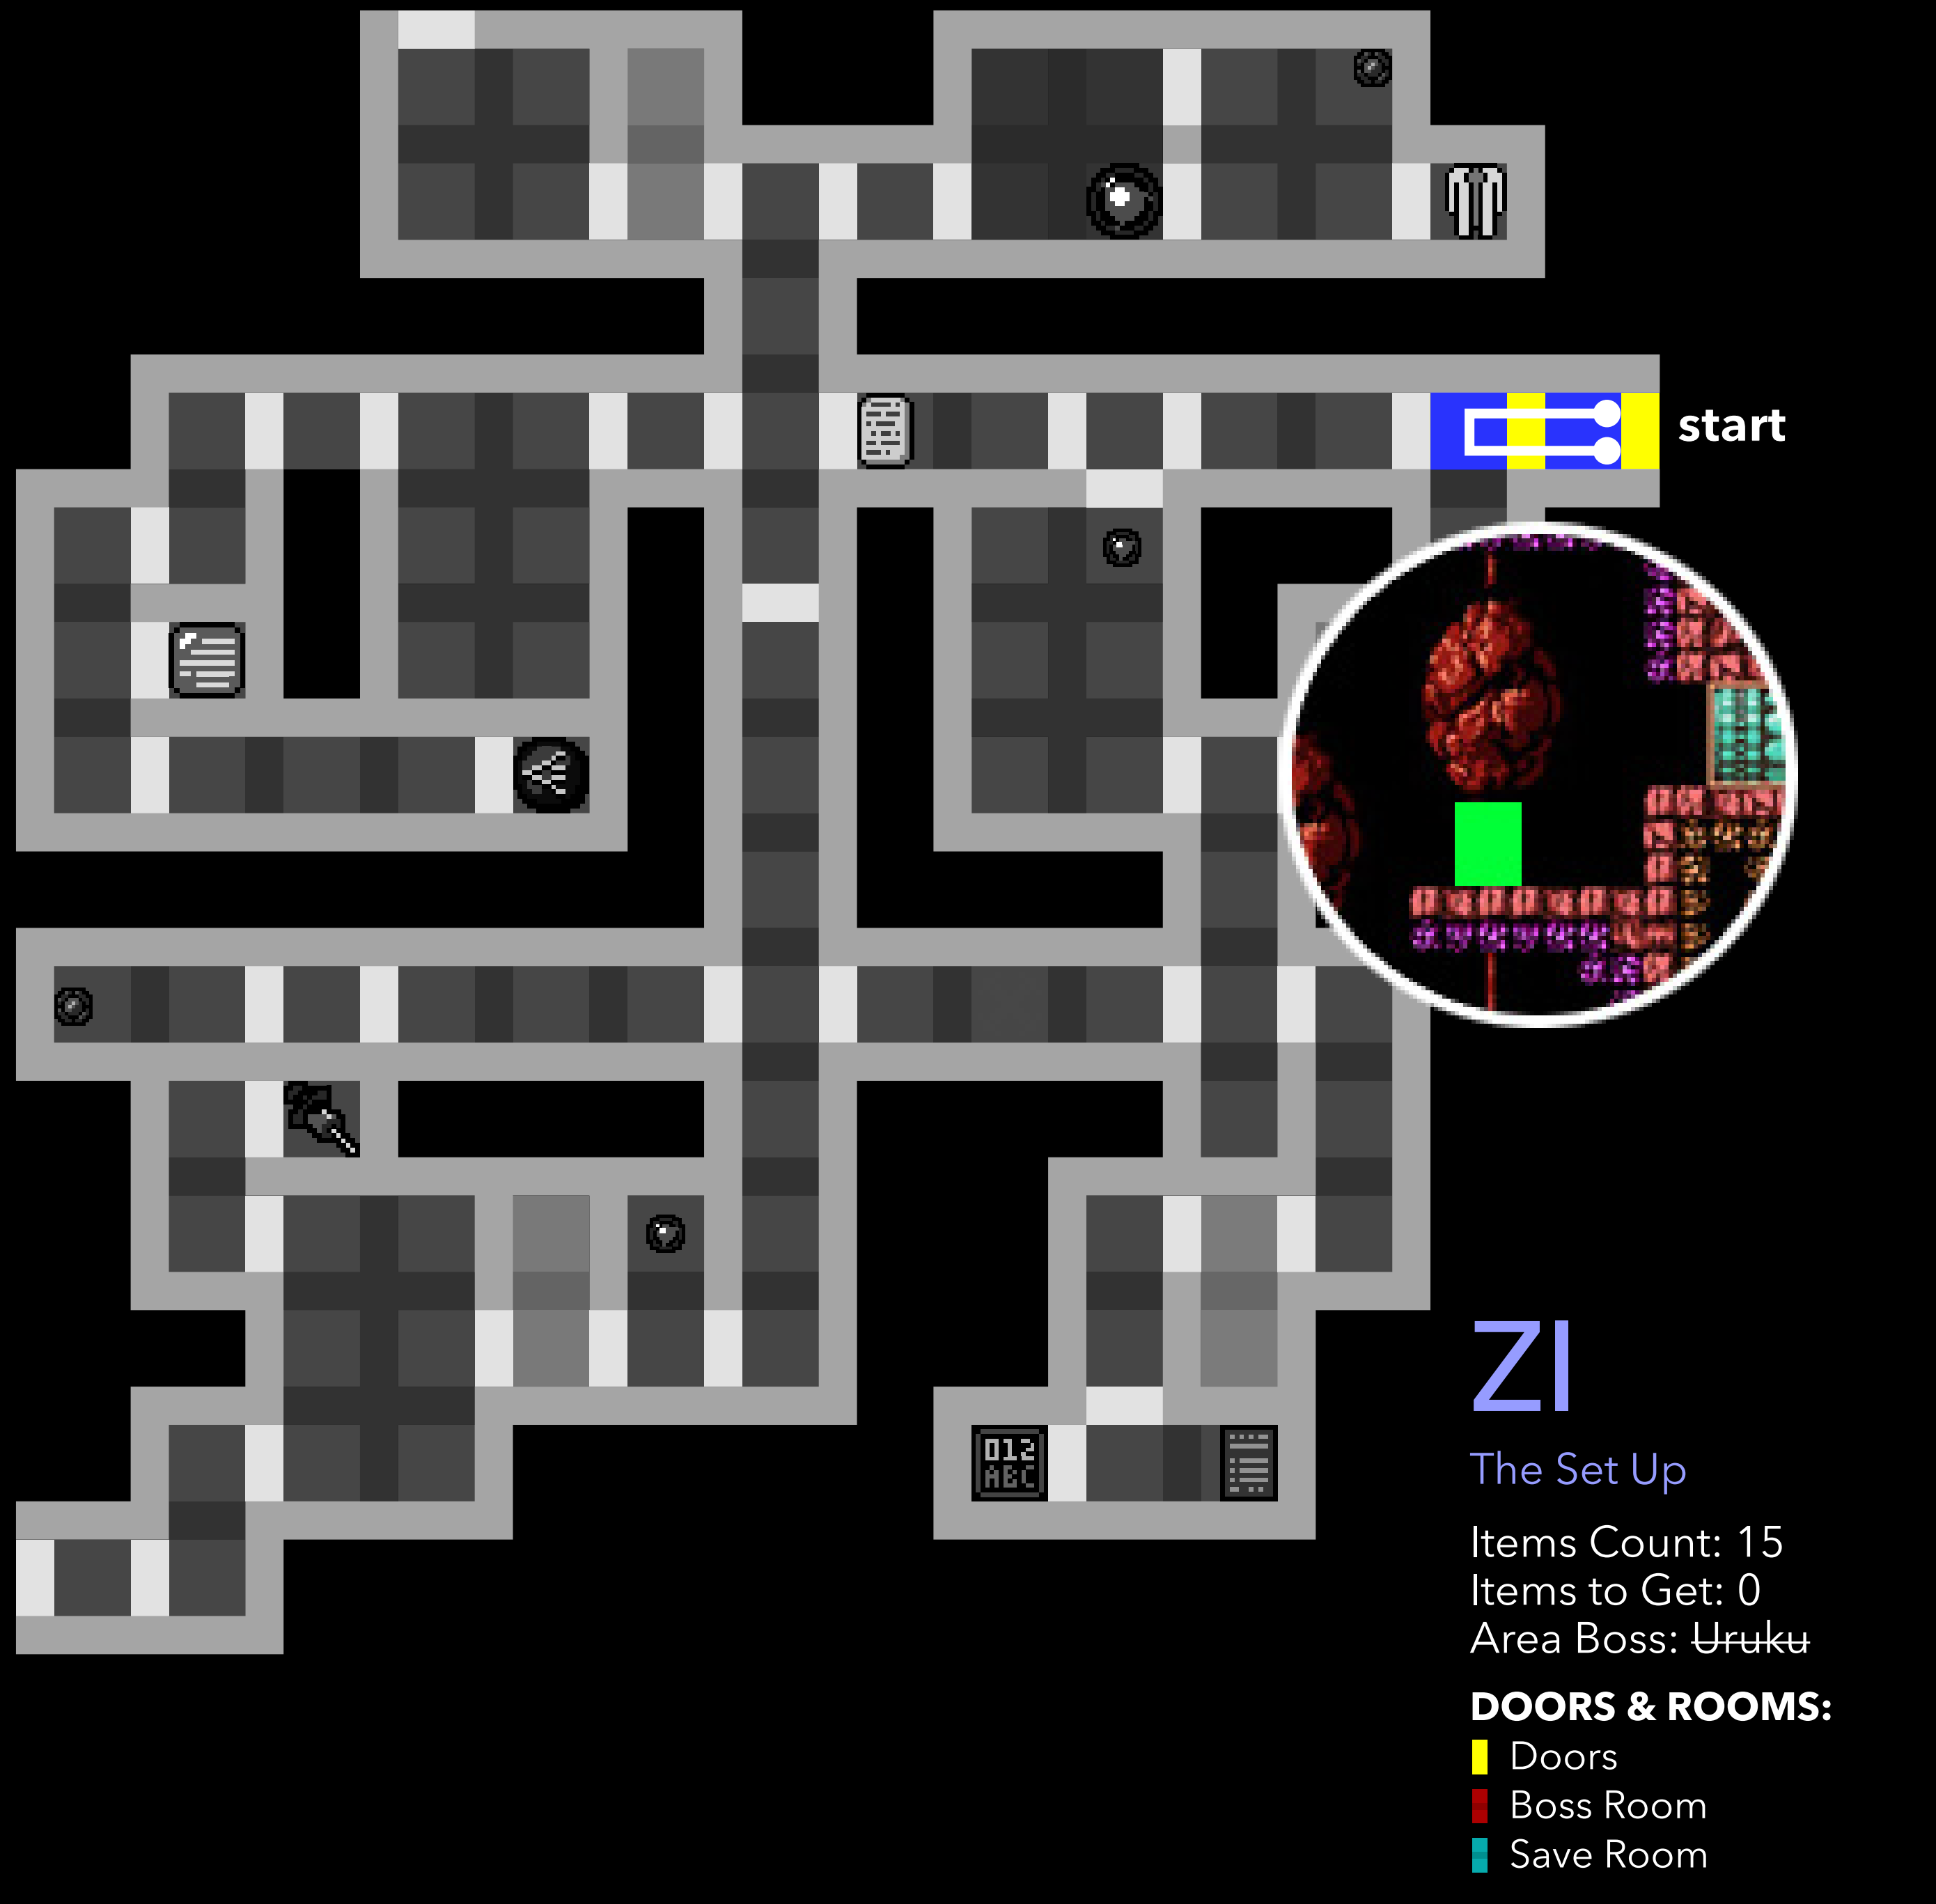 start
012
ABC
ZI
The Set Up
Items Count: 15
Items to Get: 0
Area Boss: Uruku
DOORS & ROOMS:
Doors
Boss Room
Save Room